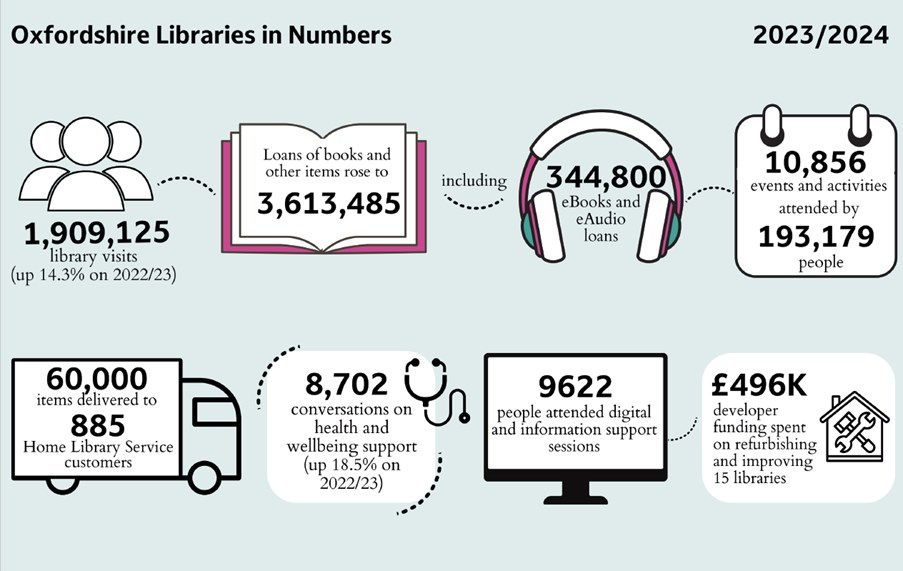 Oxfordshire Libraries in Numbers
2023/2024
1,909,125
library visits
(up 14.3% on 2022/23)
Loans of books and
other items rose to
3,613,485
including
344,800
eBooks and
eAudio
loans
10,856
events and activities
attended by
193,179
people
60,000
items delivered to
885
Home Library Service
customers
8,702
conversations on
health and
wellbeing support
(up 18.5% on
2022/23)
9622
people attended digital
and information support
sessions
£496K
developer
funding spent
on refurbishing
and improving
15 libraries